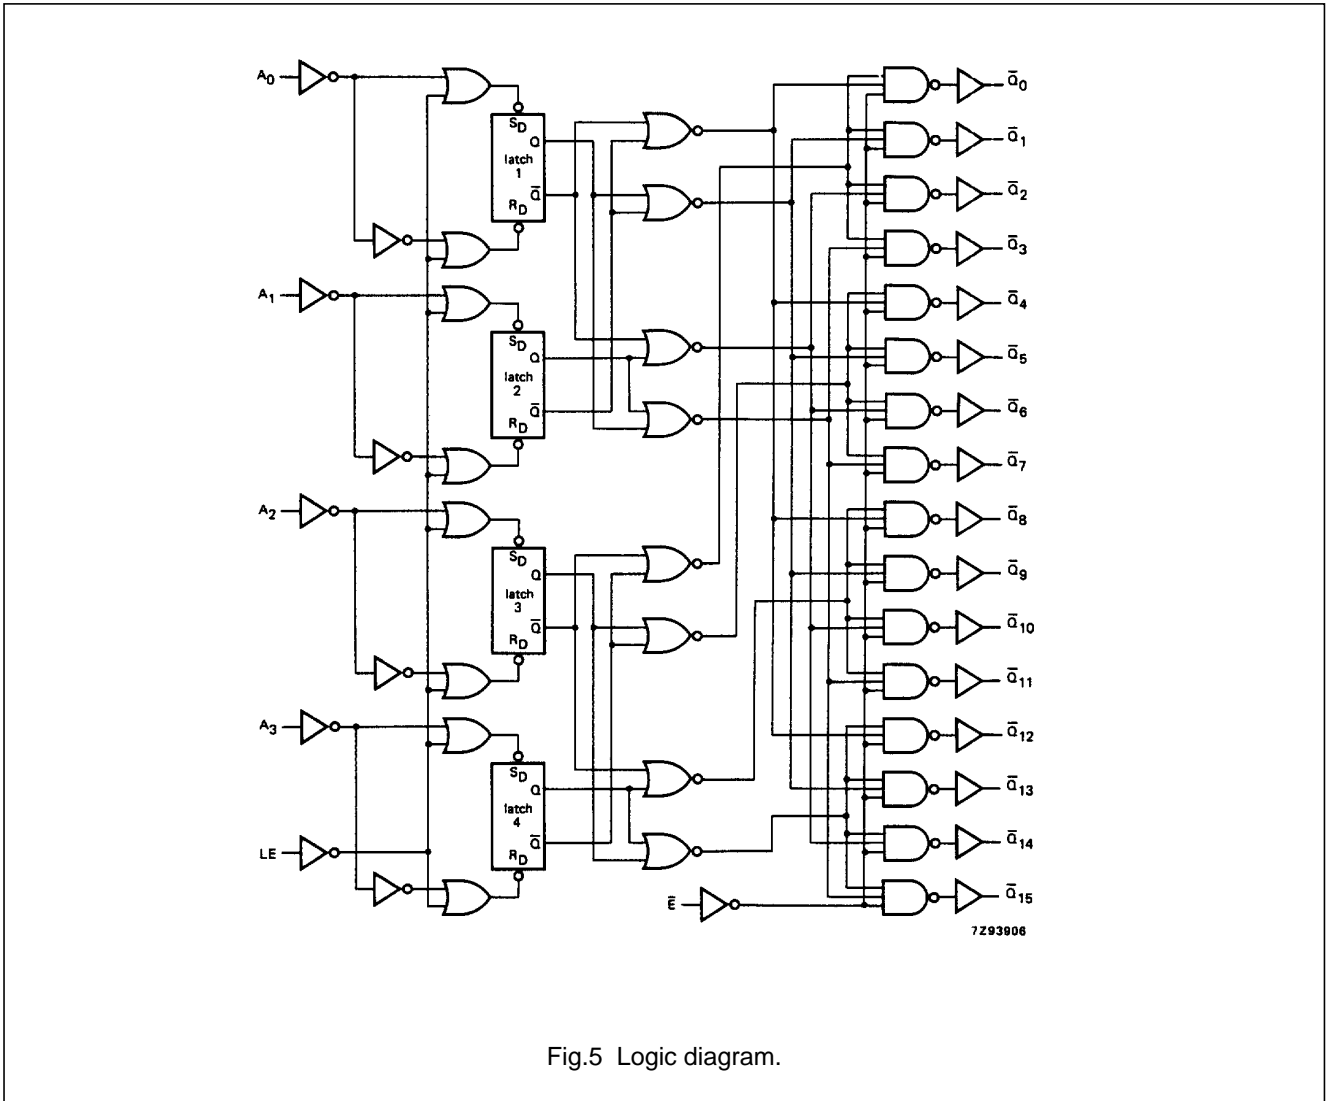 A0
A1
A2
A3
LE
SD
Q
latch
1
Q̅
RD
SD
Q
latch
2
Q̅
RD
SD
Q
latch
3
Q̅
RD
SD
Q
latch
4
Q̅
RD
E̅
Q̅0
Q̅1
Q̅2
Q̅3
Q̅4
Q̅5
Q̅6
Q̅7
Q̅8
Q̅9
Q̅10
Q̅11
Q̅12
Q̅13
Q̅14
Q̅15
7Z93906
Fig.5 Logic diagram.